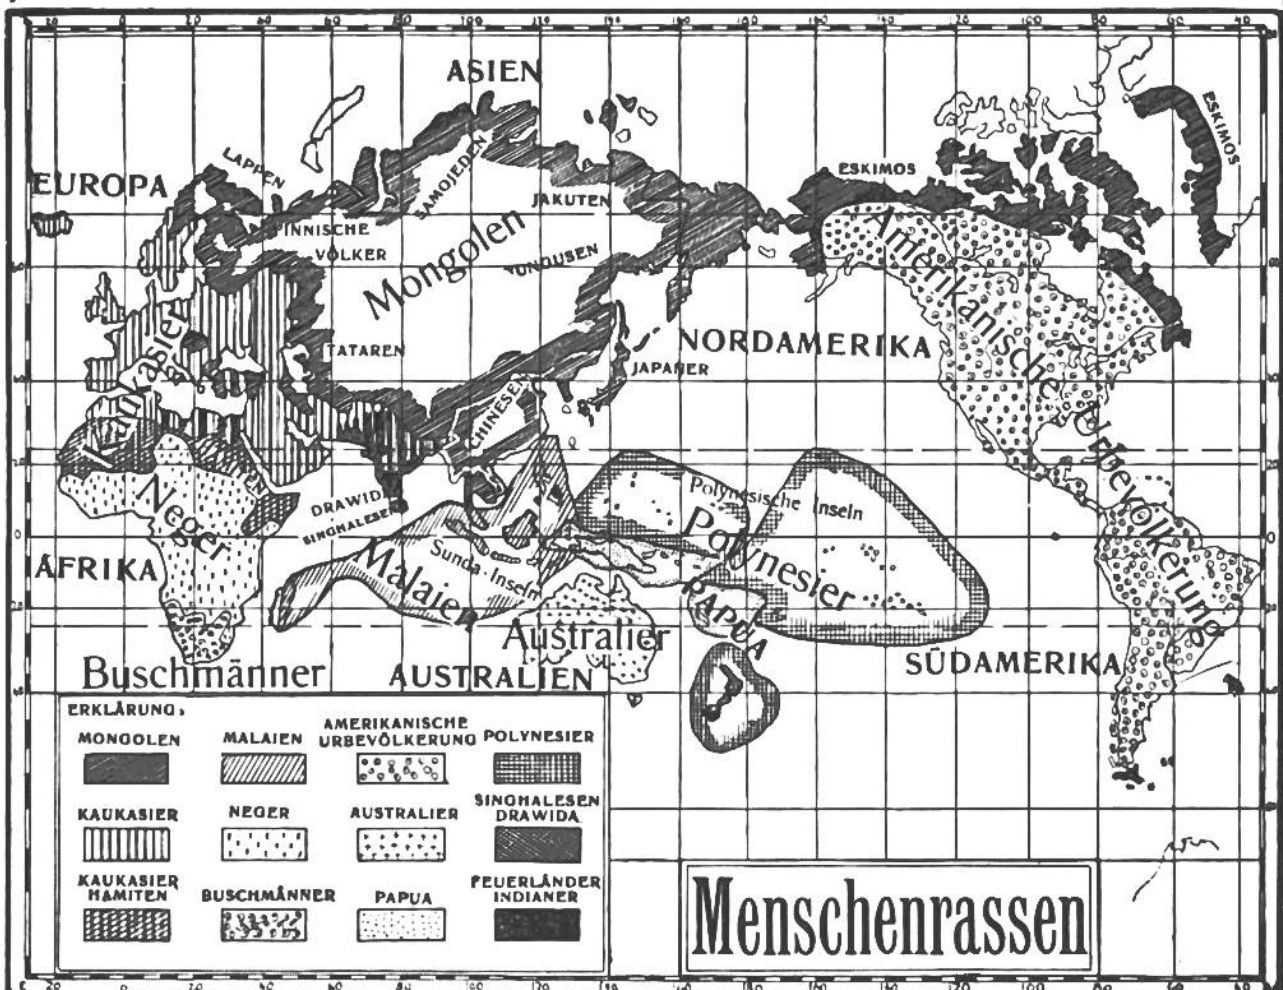 ASIEN
LAPPEN
EUROPA
SAMOJEDEN
ESKIMOS
ESKIMOS
JAKUTEN
FINNISCHE
VÖLKER
Mongolen
TUNGUSEN
Amerikanische Urbevölkerung
Kaukasier
TATAREN
NORDAMERIKA
JAPANER
CHINESEN
Neger
DRAWIDA
SINGHALESEN
Polynesische Inseln
Polynesier
AFRIKA
Malaien
Sunda-Inseln
PAPUA
Australier
Buschmänner
AUSTRALIEN
SÜDAMERIKA
ERKLÄRUNG:
MONGOLEN
MALAIEN
AMERIKANISCHE
URBEVÖLKERUNG
POLYNESIER
KAUKASIER
NEGER
AUSTRALIER
SINGHALESEN
DRAWIDA
KAUKASIER
HAMITEN
BUSCHMÄNNER
PAPUA
FEUERLÄNDER
INDIANER
Menschenrassen